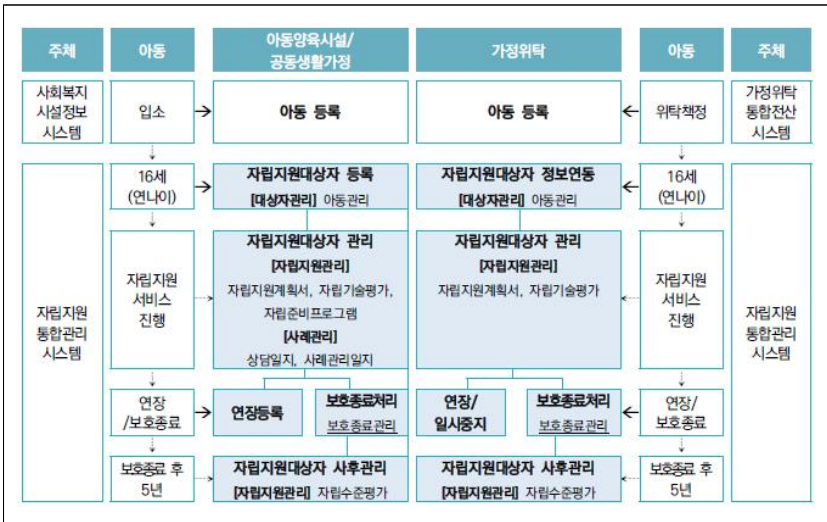 주체
아동
아동양육시설/
공동생활가정
가정위탁
아동
주체
사회복지
시설정보
시스템
입소
아동 등록
아동 등록
위탁책정
가정위탁
통합전산
시스템
자립지원
통합관리
시스템
16세
(연나이)
자립지원대상자 등록
[대상자관리] 아동관리
자립지원대상자 정보연동
[대상자관리] 아동관리
16세
(연나이)
자립지원
통합관리
시스템
자립지원
서비스
진행
자립지원대상자 관리
[자립지원관리]
자립지원계획서, 자립기술평가,
자립준비프로그램
[사례관리]
상담일지, 사례관리일지
자립지원대상자 관리
[자립지원관리]
자립지원계획서, 자립기술평가
자립지원
서비스
진행
연장
/보호종료
연장등록
보호종료처리
보호종료관리
연장/
일시중지
보호종료처리
보호종료관리
연장/
보호종료
보호종료 후
5년
자립지원대상자 사후관리
[자립지원관리] 자립수준평가
자립지원대상자 사후관리
[자립지원관리] 자립수준평가
보호종료 후
5년